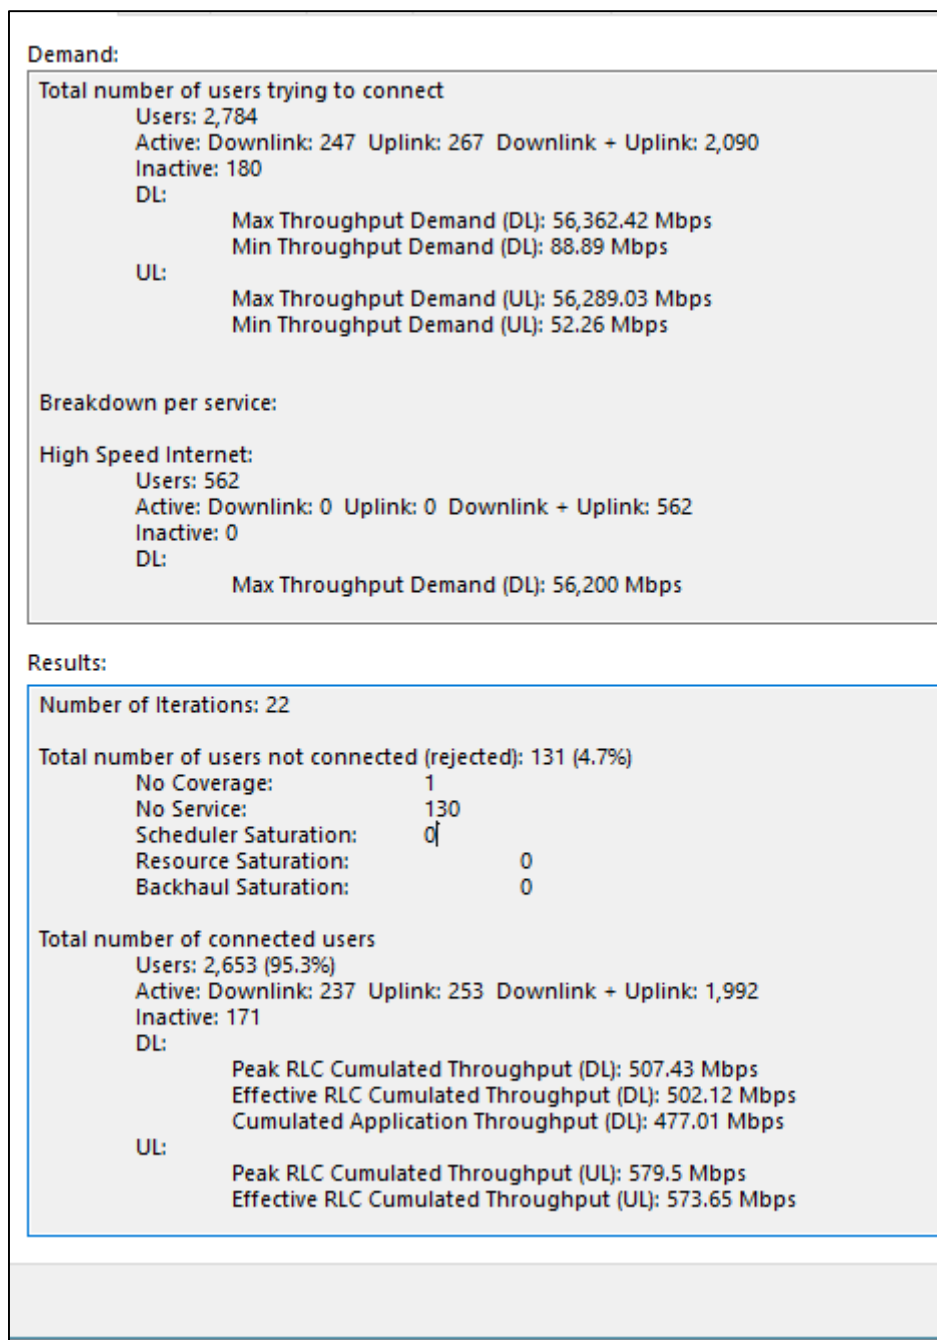 Demand:
Total number of users trying to connect
Users: 2,784
Active: Downlink: 247 Uplink: 267 Downlink + Uplink: 2,090
Inactive: 180
DL:
Max Throughput Demand (DL): 56,362.42 Mbps
Min Throughput Demand (DL): 88.89 Mbps
UL:
Max Throughput Demand (UL): 56,289.03 Mbps
Min Throughput Demand (UL): 52.26 Mbps
Breakdown per service:
High Speed Internet:
Users: 562
Active: Downlink: 0 Uplink: 0 Downlink + Uplink: 562
Inactive: 0
DL:
Max Throughput Demand (DL): 56,200 Mbps
Results:
Number of Iterations: 22
Total number of users not connected (rejected): 131 (4.7%)
No Coverage: 1
No Service: 130
Scheduler Saturation: 0
Resource Saturation: 0
Backhaul Saturation: 0
Total number of connected users
Users: 2,653 (95.3%)
Active: Downlink: 237 Uplink: 253 Downlink + Uplink: 1,992
Inactive: 171
DL:
Peak RLC Cumulated Throughput (DL): 507.43 Mbps
Effective RLC Cumulated Throughput (DL): 502.12 Mbps
Cumulated Application Throughput (DL): 477.01 Mbps
UL:
Peak RLC Cumulated Throughput (UL): 579.5 Mbps
Effective RLC Cumulated Throughput (UL): 573.65 Mbps